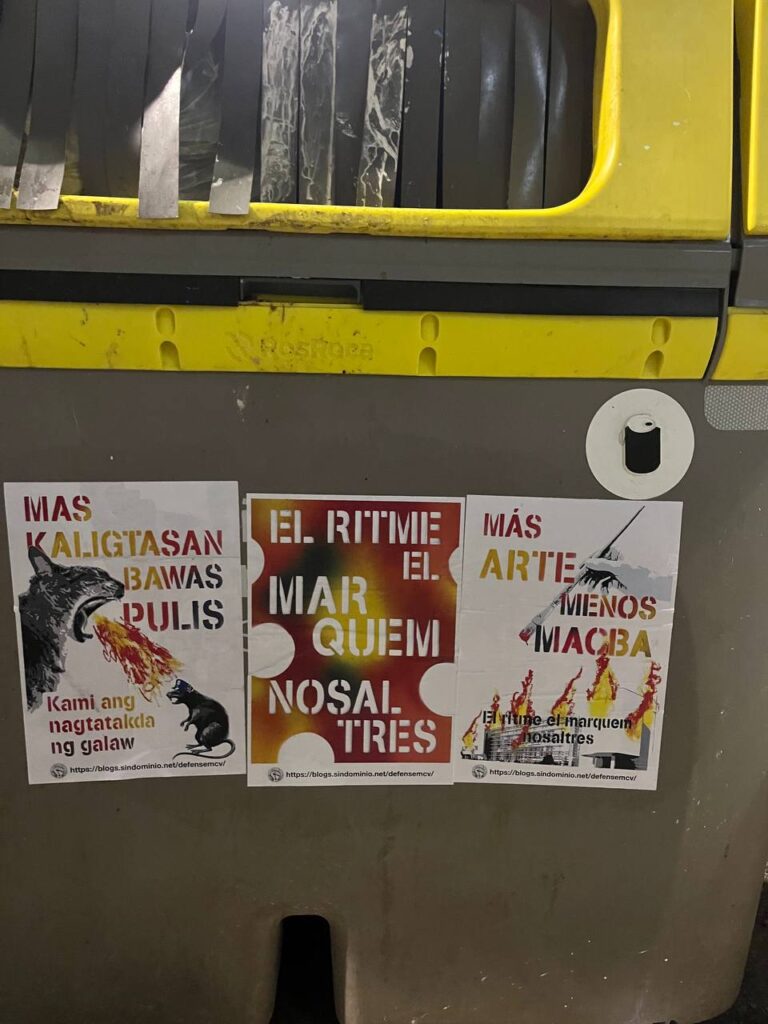 RosRoca
MAS
KALIGTASAN
BAWAS
PULIS
Kami ang
nagtatakda
ng galaw
https://blogs.sindominio.net/defensemcv/
EL RITME
EL
MAR
QUEM
NOSAL
TRES
https://blogs.sindominio.net/defensemcv/
MÁS
ARTE
MENOS
MACBA
El ritme el marquem
nosaltres
https://blogs.sindominio.net/defensemcv/